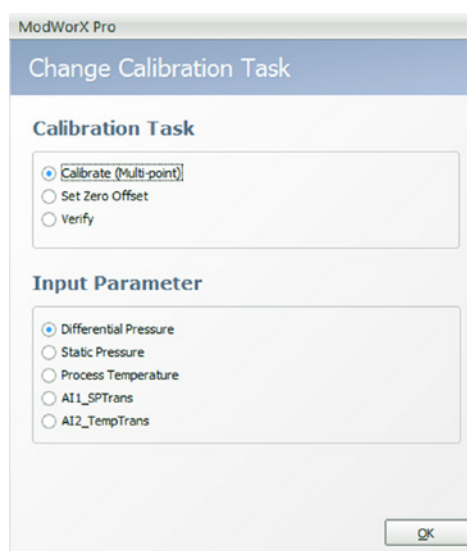 ModWorX Pro
Change Calibration Task
Calibration Task
Calibrate (Multi-point)
Set Zero Offset
Verify
Input Parameter
Differential Pressure
Static Pressure
Process Temperature
AI1_SPTrans
AI2_TempTrans
OK